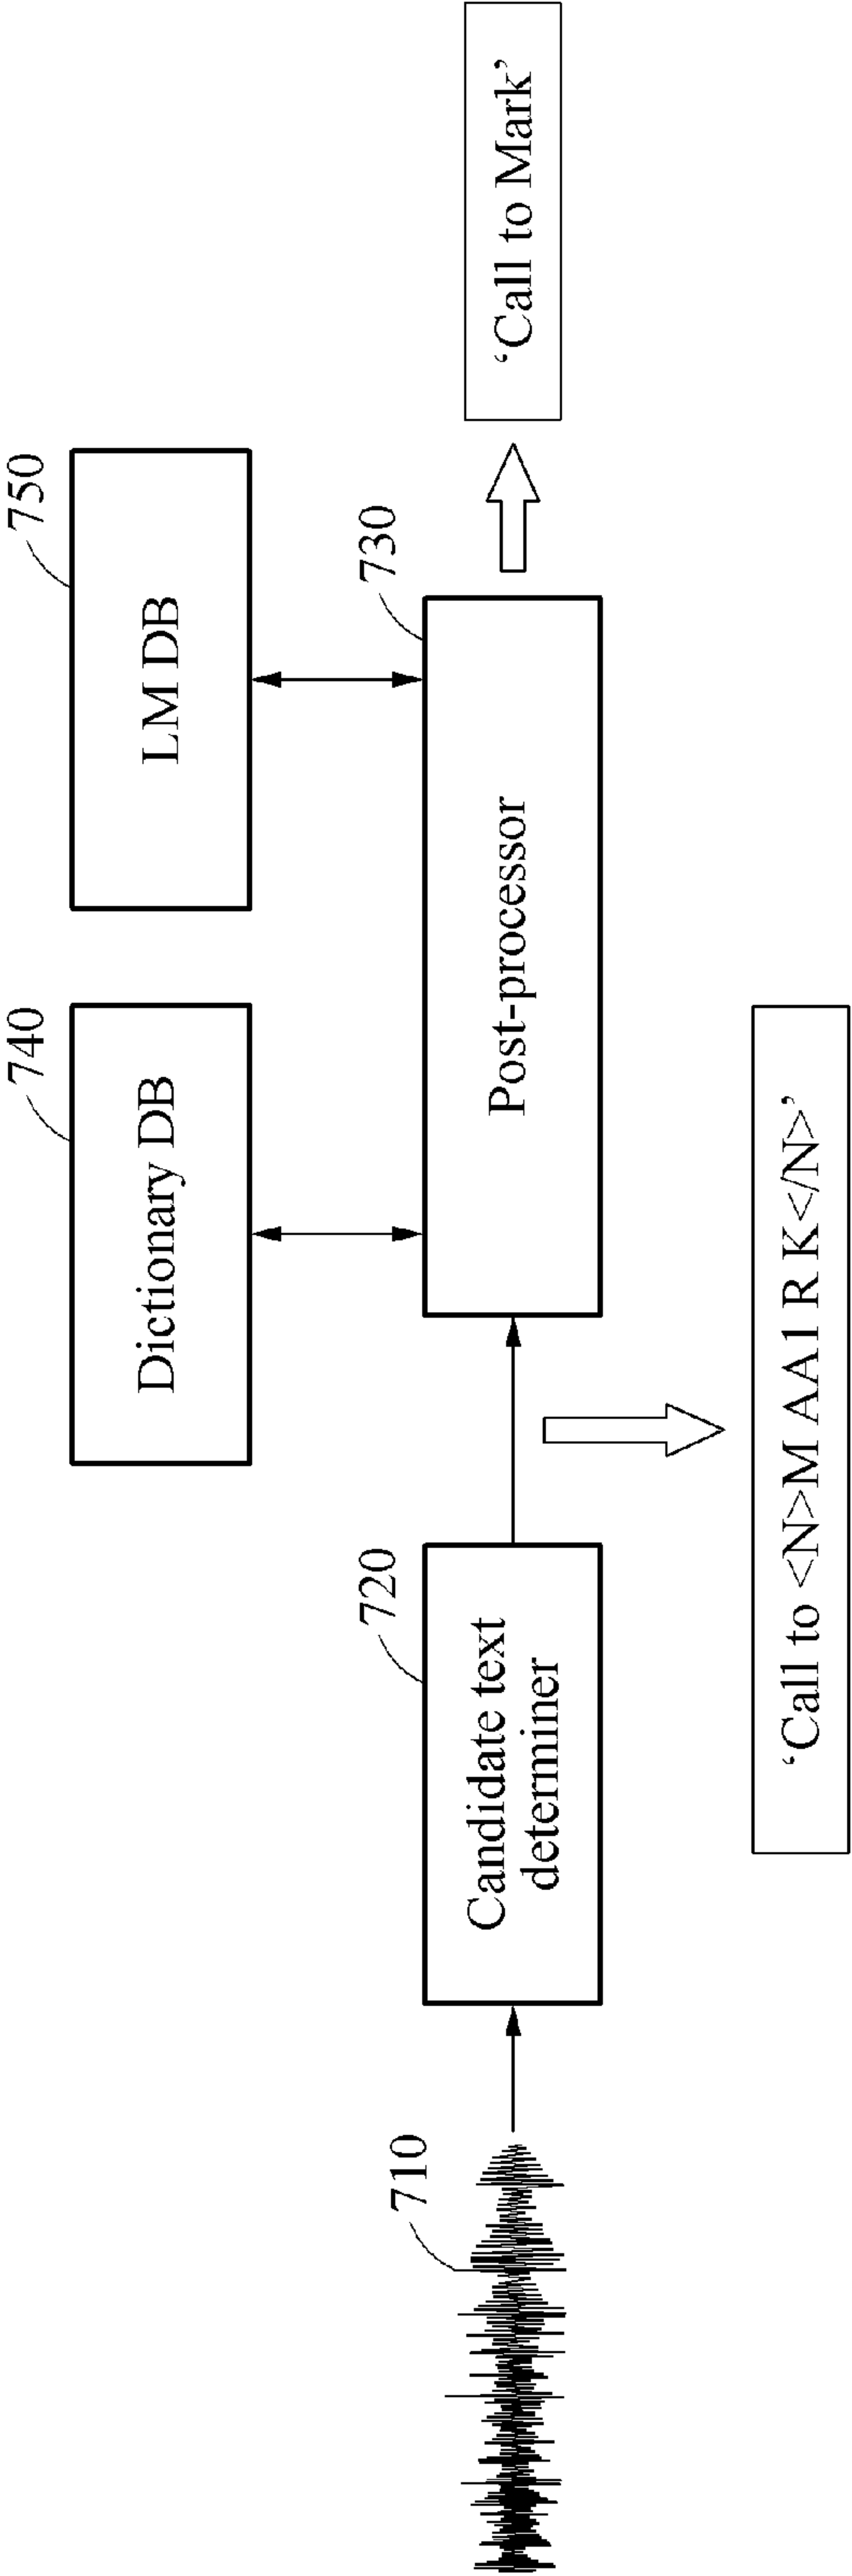 740
Dictionary DB
750
LM DB
710
720
Candidate text
determiner
730
Post-processor
‘Call to Mark’
‘Call to <N>M AA1 R K</N>’